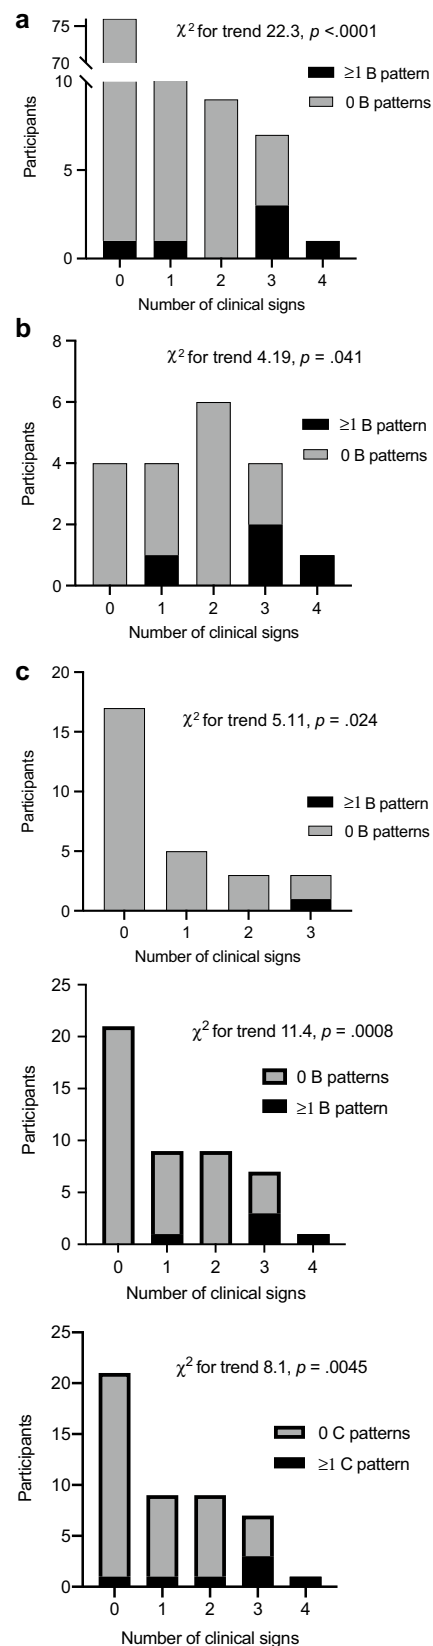 a
χ² for trend 22.3, p <.0001
75
70
10
5
0
Participants
≥1 B pattern
0 B patterns
0 1 2 3 4
Number of clinical signs
b
χ² for trend 4.19, p = .041
8
6
4
2
0
Participants
≥1 B pattern
0 B patterns
0 1 2 3 4
Number of clinical signs
c
χ² for trend 5.11, p = .024
20
15
10
5
0
Participants
≥1 B pattern
0 B patterns
0 1 2 3
Number of clinical signs
χ² for trend 11.4, p = .0008
25
20
15
10
5
0
Participants
0 B patterns
≥1 B pattern
0 1 2 3 4
Number of clinical signs
χ² for trend 8.1, p = .0045
25
20
15
10
5
0
Participants
0 C patterns
≥1 C pattern
0 1 2 3 4
Number of clinical signs